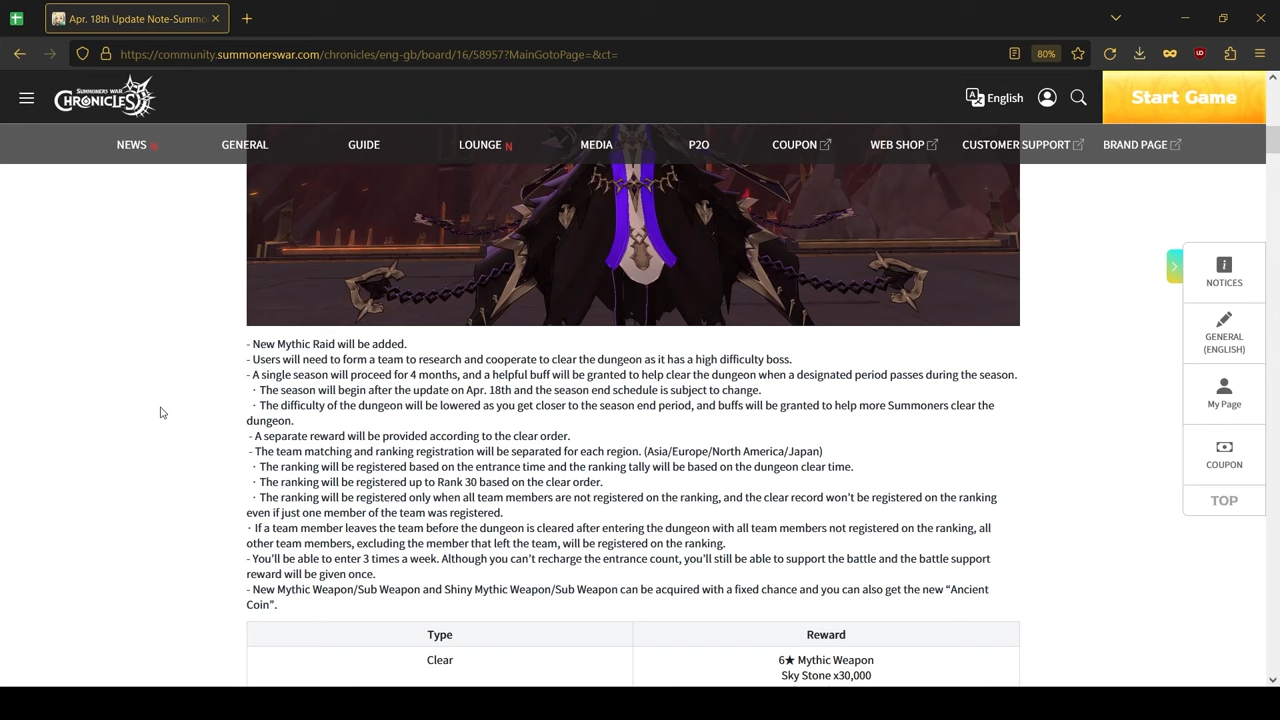 Apr. 18th Update Note-Summo
https://community.summonerswar.com/chronicles/eng-gb/board/16/58957?MainGotoPage=&ct=
80%
SUMMONERS WAR
CHRONICLES
English
Start Game
NEWS N
GENERAL
GUIDE
LOUNGE N
MEDIA
P2O
COUPON
WEB SHOP
CUSTOMER SUPPORT
BRAND PAGE
- New Mythic Raid will be added.
- Users will need to form a team to research and cooperate to clear the dungeon as it has a high difficulty boss.
- A single season will proceed for 4 months, and a helpful buff will be granted to help clear the dungeon when a designated period passes during the season.
· The season will begin after the update on Apr. 18th and the season end schedule is subject to change.
· The difficulty of the dungeon will be lowered as you get closer to the season end period, and buffs will be granted to help more Summoners clear the
dungeon.
- A separate reward will be provided according to the clear order.
- The team matching and ranking registration will be separated for each region. (Asia/Europe/North America/Japan)
· The ranking will be registered based on the entrance time and the ranking tally will be based on the dungeon clear time.
· The ranking will be registered up to Rank 30 based on the clear order.
· The ranking will be registered only when all team members are not registered on the ranking, and the clear record won't be registered on the ranking
even if just one member of the team was registered.
· If a team member leaves the team before the dungeon is cleared after entering the dungeon with all team members not registered on the ranking, all
other team members, excluding the member that left the team, will be registered on the ranking.
- You'll be able to enter 3 times a week. Although you can't recharge the entrance count, you'll still be able to support the battle and the battle support
reward will be given once.
- New Mythic Weapon/Sub Weapon and Shiny Mythic Weapon/Sub Weapon can be acquired with a fixed chance and you can also get the new “Ancient
Coin”.
Type
Reward
Clear
6★ Mythic Weapon
Sky Stone x30,000
NOTICES
GENERAL
(ENGLISH)
My Page
COUPON
TOP